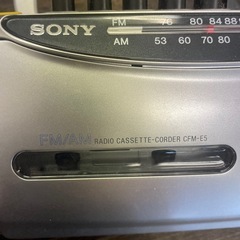 SONY
FM 76 80 84 88
AM 53 60 70 80
FM/AM RADIO CASSETTE-CORDER CFM-E5